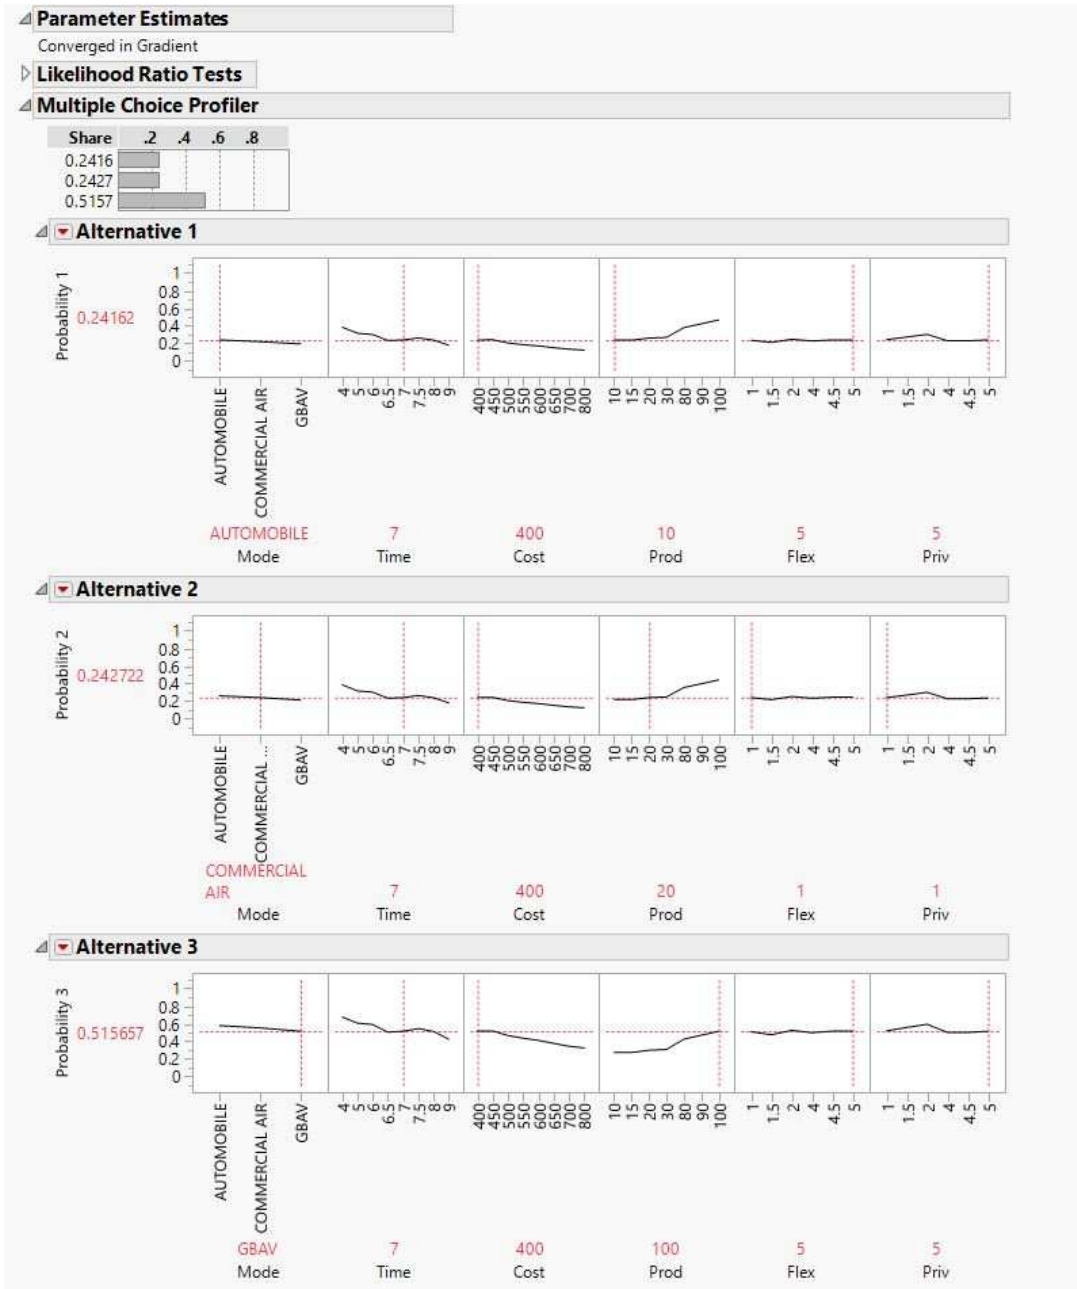 Parameter Estimates
Converged in Gradient
Likelihood Ratio Tests
Multiple Choice Profiler
Share .2 .4 .6 .8
0.2416
0.2427
0.5157
Alternative 1
Probability 1
0.24162
1
0.8
0.6
0.4
0.2
0
AUTOMOBILE COMMERCIAL AIR GBAV 4 5 6 6.5 7 7.5 8 9 400 450 500 550 600 650 700 800 10 15 20 30 80 90 100 1 1.5 2 4 4.5 5 1 1.5 2 4 4.5 5
AUTOMOBILE 7 400 10 5 5
Mode Time Cost Prod Flex Priv
Alternative 2
Probability 2
0.242722
1
0.8
0.6
0.4
0.2
0
AUTOMOBILE COMMERCIAL ... GBAV 4 5 6 6.5 7 7.5 8 9 400 450 500 550 600 650 700 800 10 15 20 30 80 90 100 1 1.5 2 4 4.5 5 1 1.5 2 4 4.5 5
COMMERCIAL
AIR 7 400 20 1 1
Mode Time Cost Prod Flex Priv
Alternative 3
Probability 3
0.515657
1
0.8
0.6
0.4
0.2
0
AUTOMOBILE COMMERCIAL AIR GBAV 4 5 6 6.5 7 7.5 8 9 400 450 500 550 600 650 700 800 10 15 20 30 80 90 100 1 1.5 2 4 4.5 5 1 1.5 2 4 4.5 5
GBAV 7 400 100 5 5
Mode Time Cost Prod Flex Priv